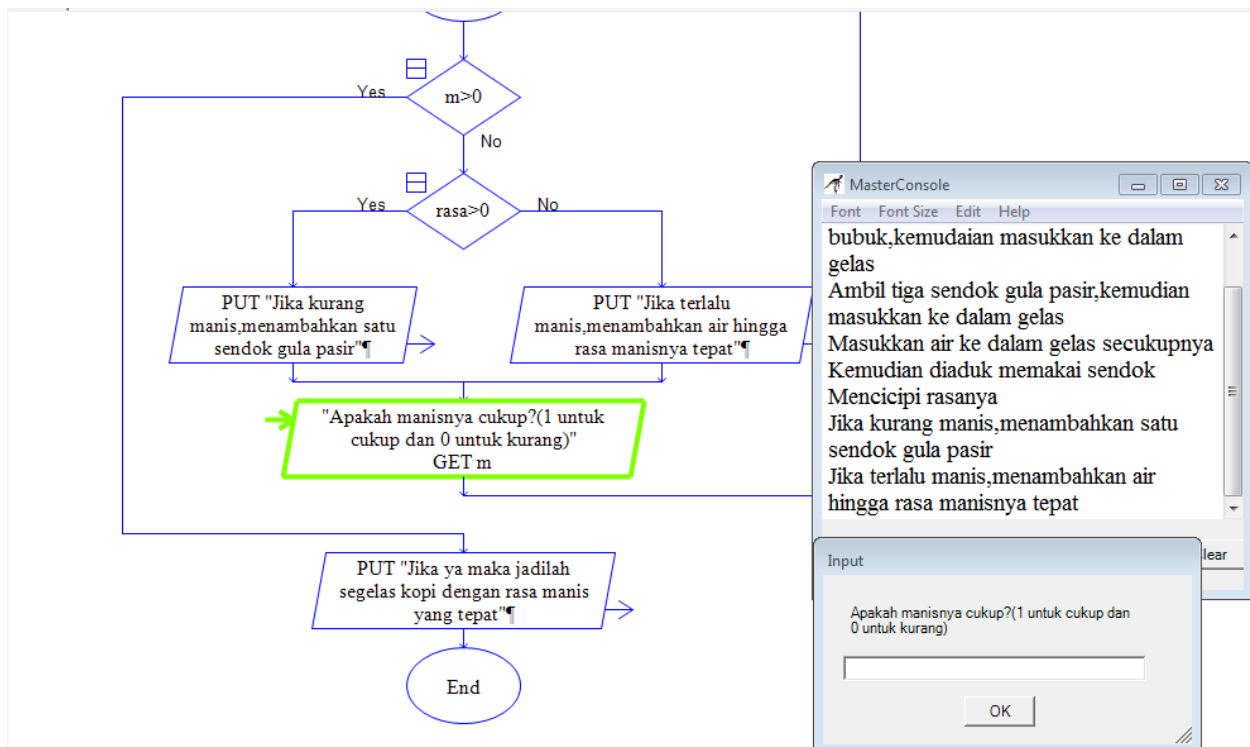 Yes
m>0
No
Yes
rasa>0
No
PUT "Jika kurang
manis,menambahkan satu
sendok gula pasir"¶
PUT "Jika terlalu
manis,menambahkan air hingga
rasa manisnya tepat"¶
"Apakah manisnya cukup?(1 untuk
cukup dan 0 untuk kurang)"
GET m
PUT "Jika ya maka jadilah
segelas kopi dengan rasa manis
yang tepat"¶
End
MasterConsole
Font Font Size Edit Help
bubuk,kemudaian masukkan ke dalam
gelas
Ambil tiga sendok gula pasir,kemudian
masukkan ke dalam gelas
Masukkan air ke dalam gelas secukupnya
Kemudian diaduk memakai sendok
Mencicipi rasanya
Jika kurang manis,menambahkan satu
sendok gula pasir
Jika terlalu manis,menambahkan air
hingga rasa manisnya tepat
lear
Input
Apakah manisnya cukup?(1 untuk cukup dan
0 untuk kurang)
OK